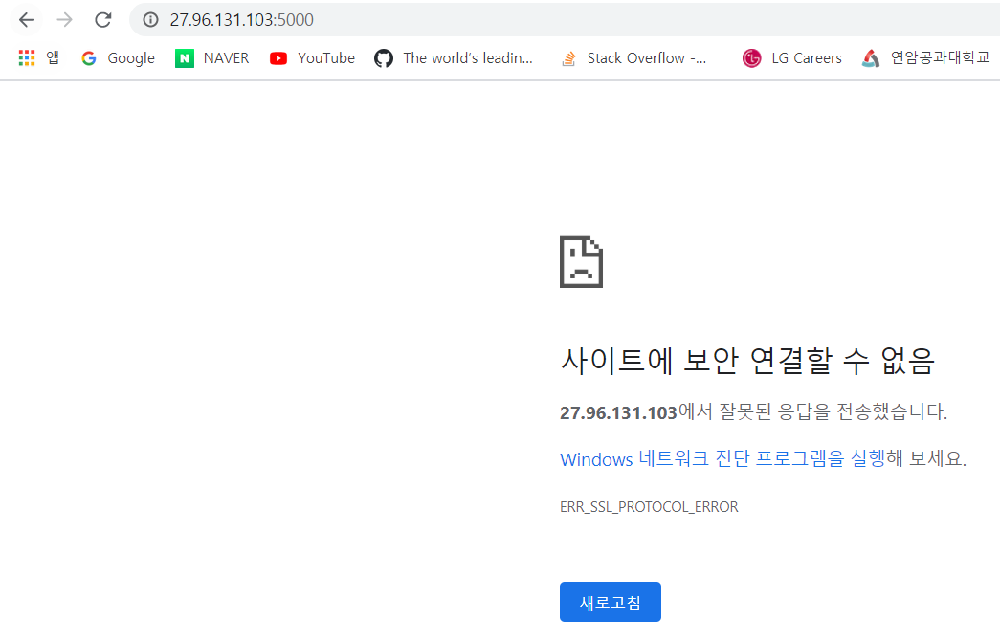 27.96.131.103:5000
앱 Google NAVER YouTube The world's leadin... Stack Overflow -... LG Careers 연암공과대학교
사이트에 보안 연결할 수 없음
27.96.131.103에서 잘못된 응답을 전송했습니다.
Windows 네트워크 진단 프로그램을 실행해 보세요.
ERR_SSL_PROTOCOL_ERROR
새로고침